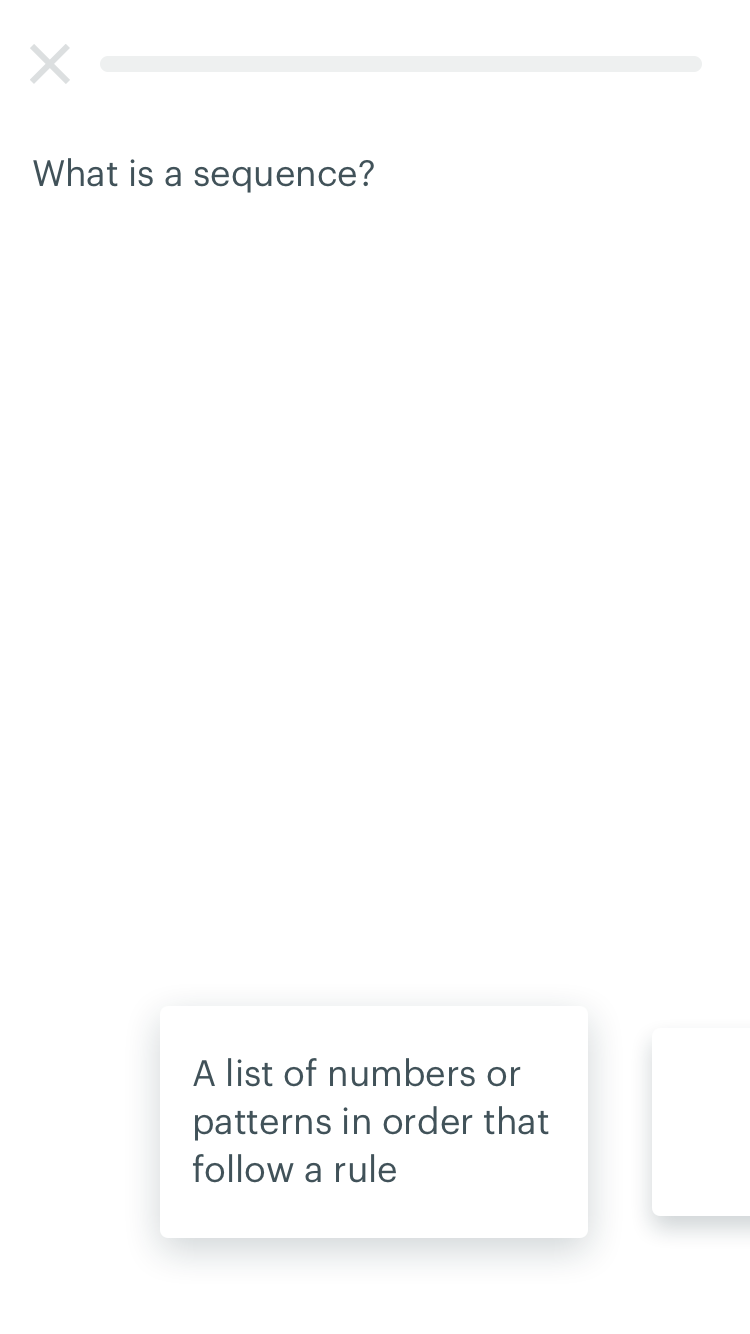 What is a sequence?
A list of numbers or
patterns in order that
follow a rule